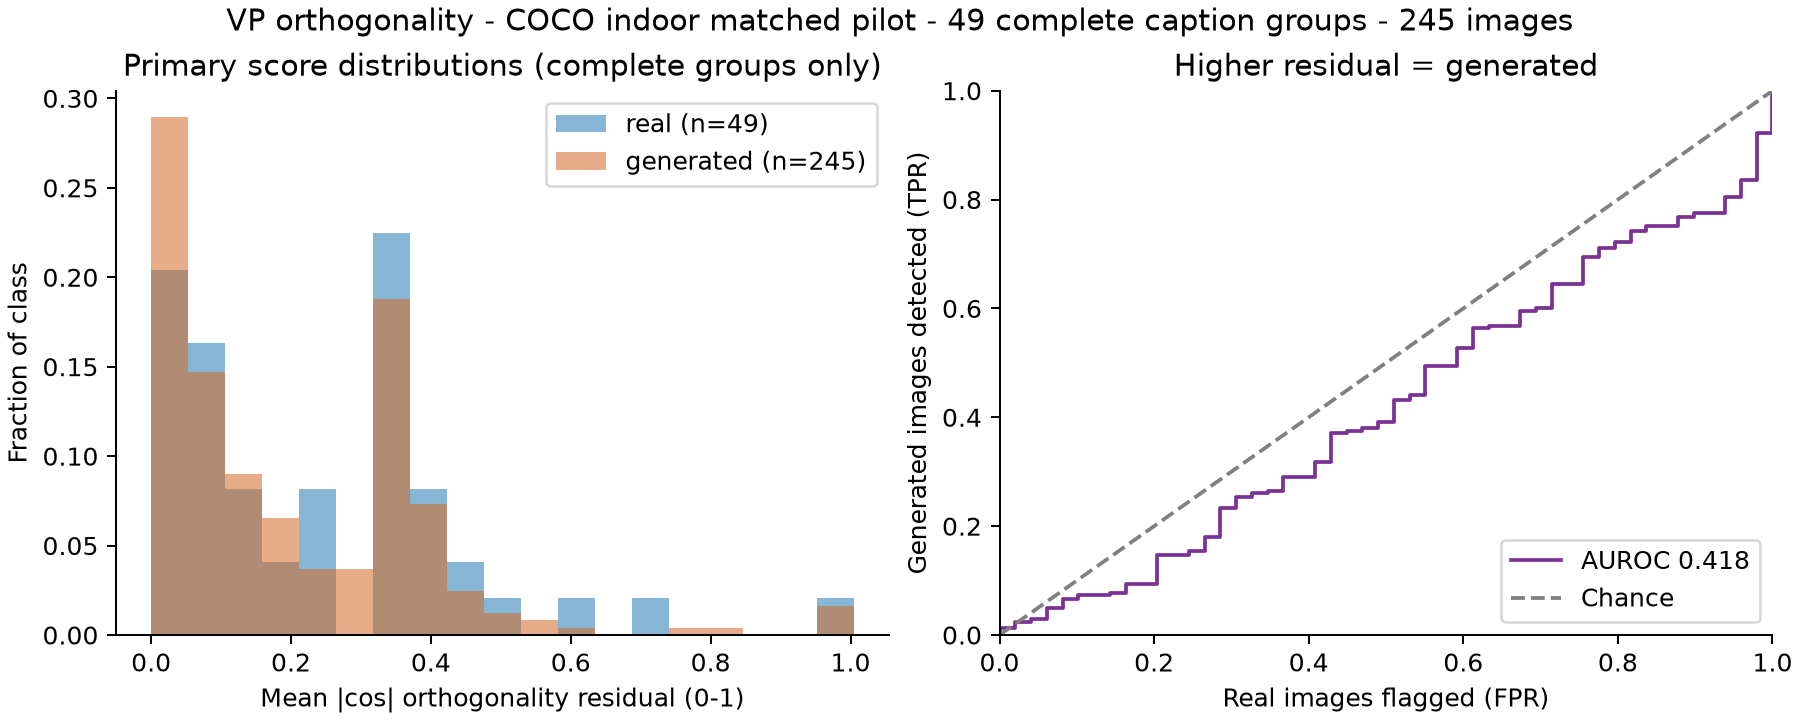 VP orthogonality - COCO indoor matched pilot - 49 complete caption groups - 245 images
Primary score distributions (complete groups only)
0.30
0.25
0.20
0.15
0.10
0.05
0.00
Fraction of class
real (n=49)
generated (n=245)
0.0 0.2 0.4 0.6 0.8 1.0
Mean |cos| orthogonality residual (0-1)
Higher residual = generated
1.0
0.8
0.6
0.4
0.2
0.0
Generated images detected (TPR)
AUROC 0.418
Chance
0.0 0.2 0.4 0.6 0.8 1.0
Real images flagged (FPR)